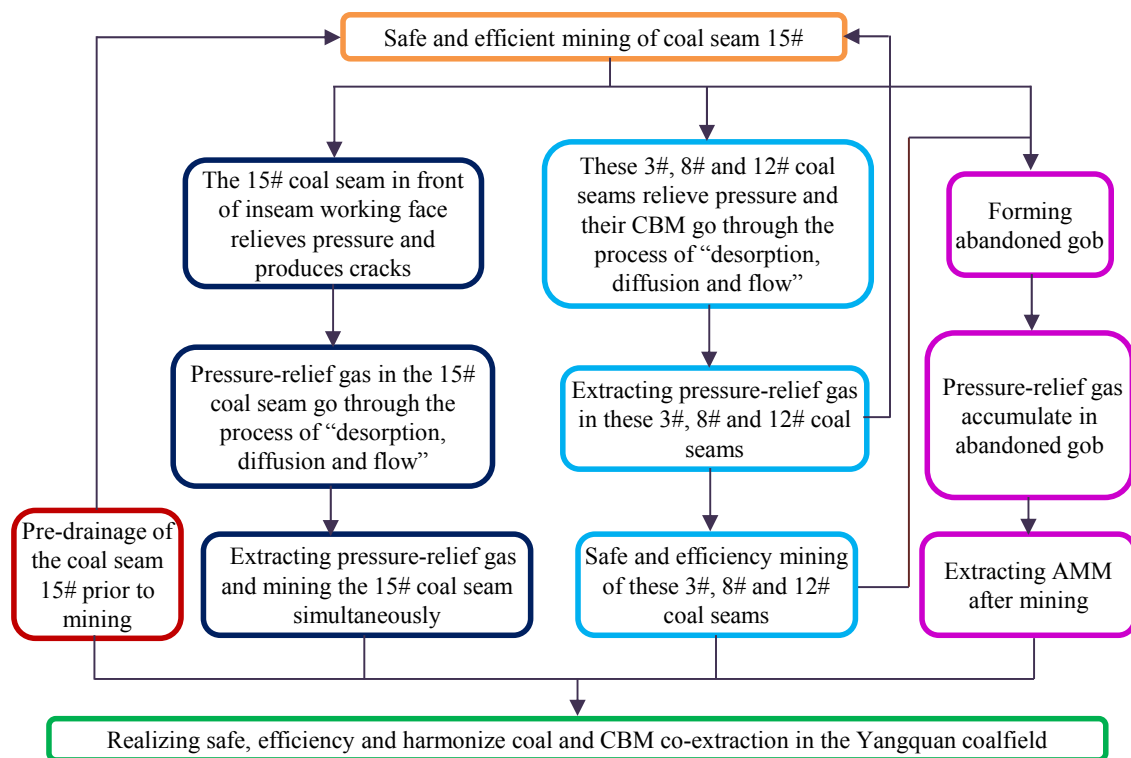 Safe and efficient mining of coal seam 15#
The 15# coal seam in front
of inseam working face
relieves pressure and
produces cracks
These 3#, 8# and 12# coal
seams relieve pressure and
their CBM go through the
process of “desorption,
diffusion and flow”
Forming
abandoned gob
Pressure-relief gas in the 15#
coal seam go through the
process of “desorption,
diffusion and flow”
Extracting pressure-relief gas
in these 3#, 8# and 12# coal
seams
Pressure-relief gas
accumulate in
abandoned gob
Pre-drainage of
the coal seam
15# prior to
mining
Extracting pressure-relief gas
and mining the 15# coal seam
simultaneously
Safe and efficiency mining
of these 3#, 8# and 12#
coal seams
Extracting AMM
after mining
Realizing safe, efficiency and harmonize coal and CBM co-extraction in the Yangquan coalfield